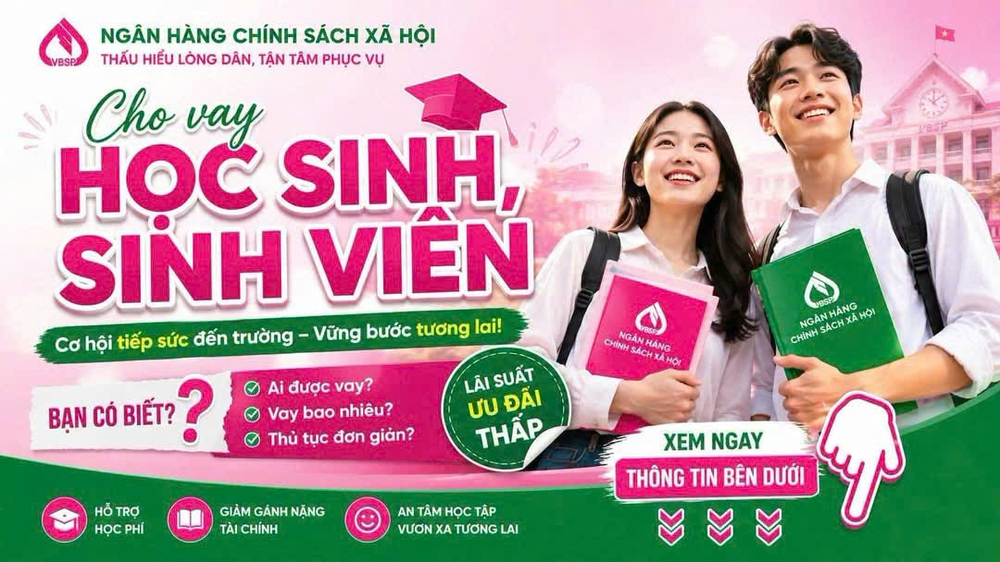 VBSP
NGÂN HÀNG CHÍNH SÁCH XÃ HỘI
THẤU HIỂU LÒNG DÂN, TẬN TÂM PHỤC VỤ
Cho vay
HỌC SINH,
SINH VIÊN
Cơ hội tiếp sức đến trường – Vững bước tương lai!
BẠN CÓ BIẾT?
?
Ai được vay?
Vay bao nhiêu?
Thủ tục đơn giản?
LÃI SUẤT
ƯU ĐÃI
THẤP
VBSP
VBSP
NGÂN HÀNG
CHÍNH SÁCH XÃ HỘI
VBSP
NGÂN HÀNG
CHÍNH SÁCH XÃ HỘI
XEM NGAY
THÔNG TIN BÊN DƯỚI
HỖ TRỢ
HỌC PHÍ
GIẢM GÁNH NẶNG
TÀI CHÍNH
AN TÂM HỌC TẬP
VƯƠN XA TƯƠNG LAI